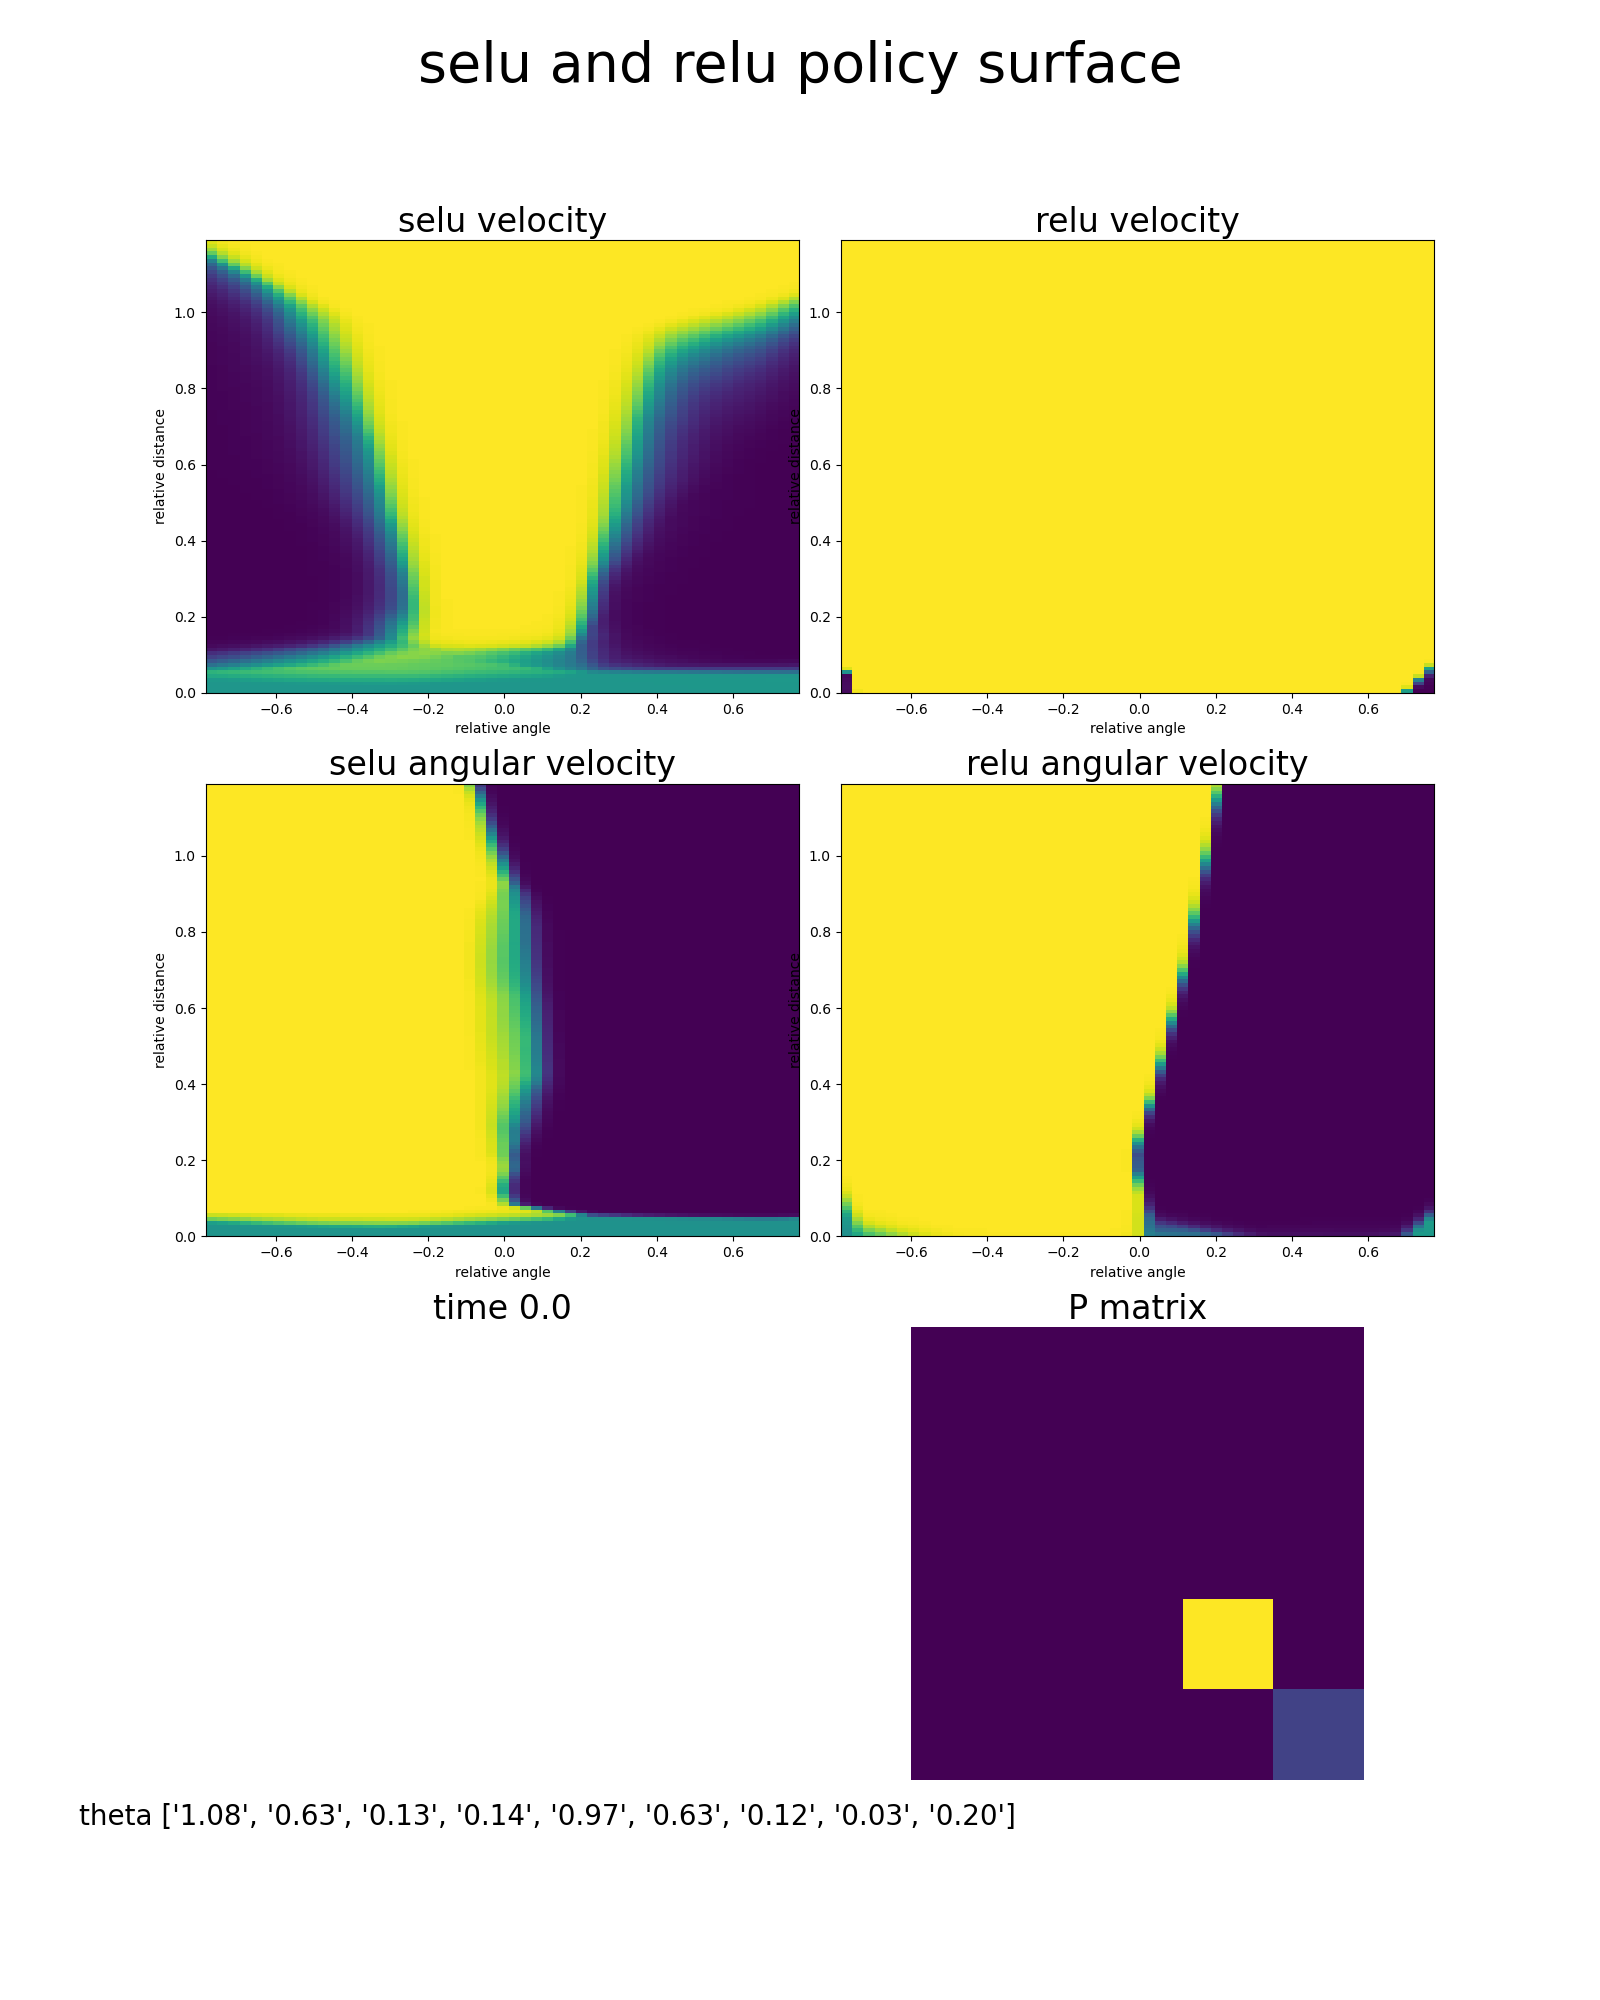 selu and relu policy surface
selu velocity
relu velocity
1.0
0.8
0.6
0.4
0.2
0.0
relative distance
−0.6 −0.4 −0.2 0.0 0.2 0.4 0.6
relative angle
1.0
0.8
0.6
0.4
0.2
0.0
relative distance
−0.6 −0.4 −0.2 0.0 0.2 0.4 0.6
relative angle
selu angular velocity
relu angular velocity
1.0
0.8
0.6
0.4
0.2
0.0
relative distance
−0.6 −0.4 −0.2 0.0 0.2 0.4 0.6
relative angle
1.0
0.8
0.6
0.4
0.2
0.0
relative distance
−0.6 −0.4 −0.2 0.0 0.2 0.4 0.6
relative angle
time 0.0
P matrix
theta ['1.08', '0.63', '0.13', '0.14', '0.97', '0.63', '0.12', '0.03', '0.20']